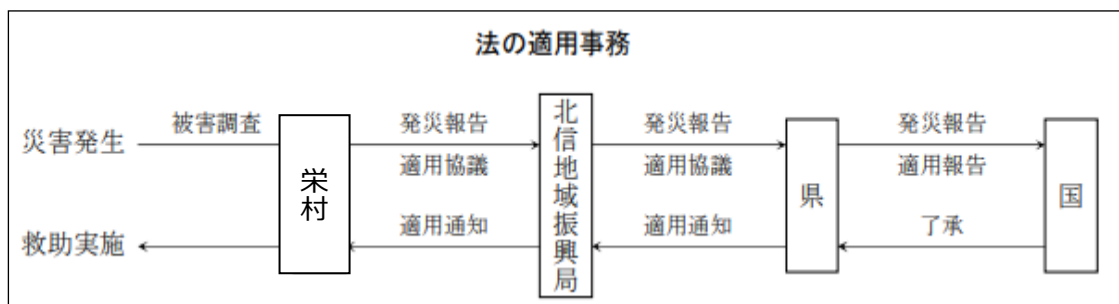 法の適用事務
災害発生
被害調査
栄村
発災報告
適用協議
北信地域振興局
発災報告
適用協議
県
発災報告
適用報告
国
救助実施
適用通知
適用通知
了承